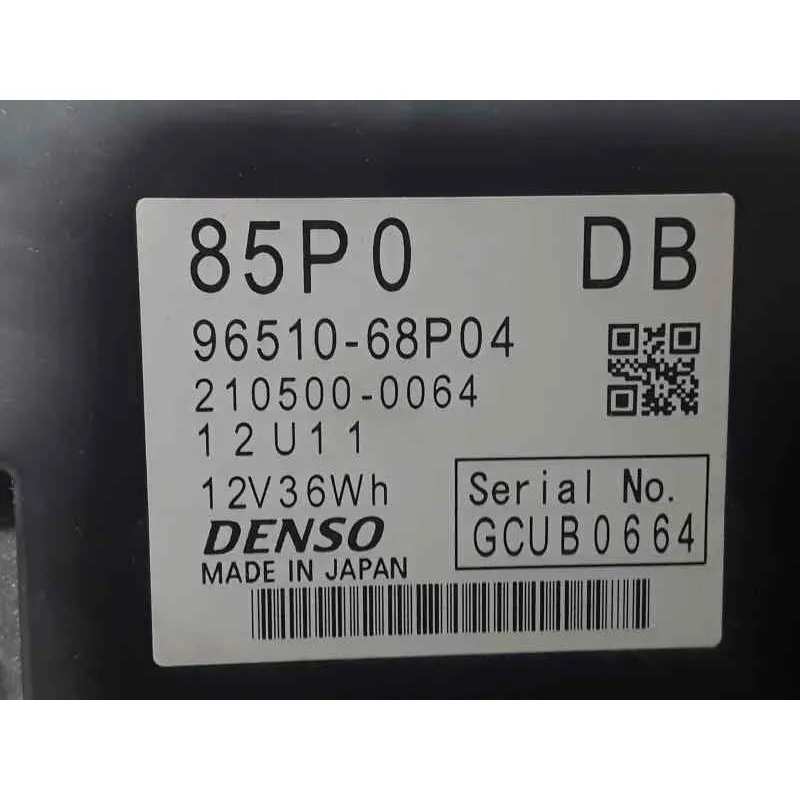 85P0 DB
96510-68P04
210500-0064
12U11
12V36Wh
Serial No.
GCUB0664
DENSO
MADE IN JAPAN